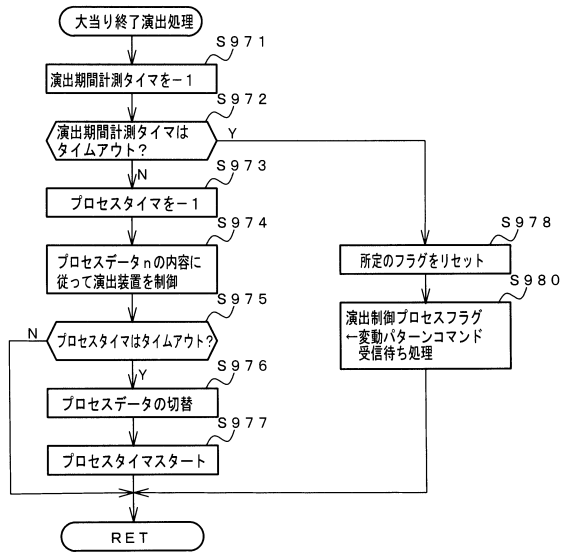 大当り終了演出処理
S971
演出期間計測タイマを－1
S972
演出期間計測タイマは
タイムアウト？
Y
N
S973
プロセスタイマを－1
S974
プロセスデータnの内容に
従って演出装置を制御
S975
プロセスタイマはタイムアウト？
N
Y
S976
プロセスデータの切替
S977
プロセスタイマスタート
S978
所定のフラグをリセット
S980
演出制御プロセスフラグ
←変動パターンコマンド
受信待ち処理
RET